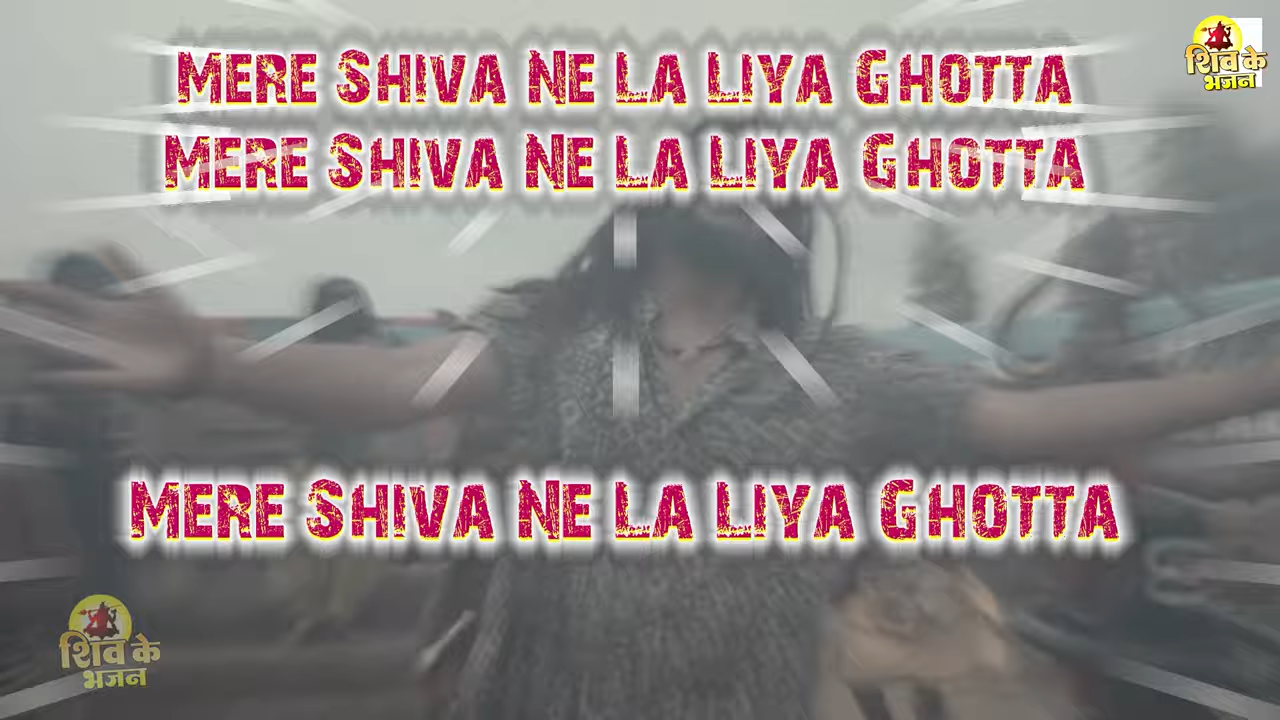 MERE SHIVA NE LA LIYA GHOTTA
शिव के
भजन
MERE SHIVA NE LA LIYA GHOTTA
MERE SHIVA NE LA LIYA GHOTTA
शिव के
भजन